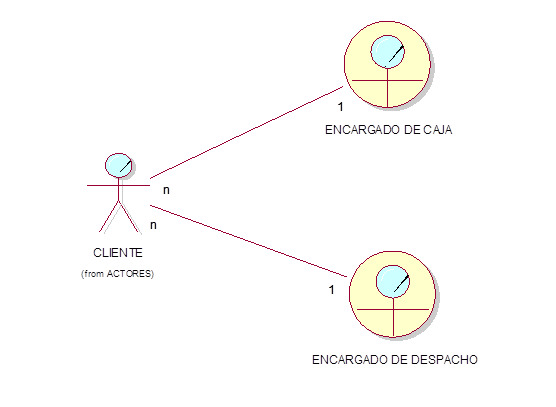 1
ENCARGADO DE CAJA
n
n
CLIENTE
(from ACTORES)
1
ENCARGADO DE DESPACHO